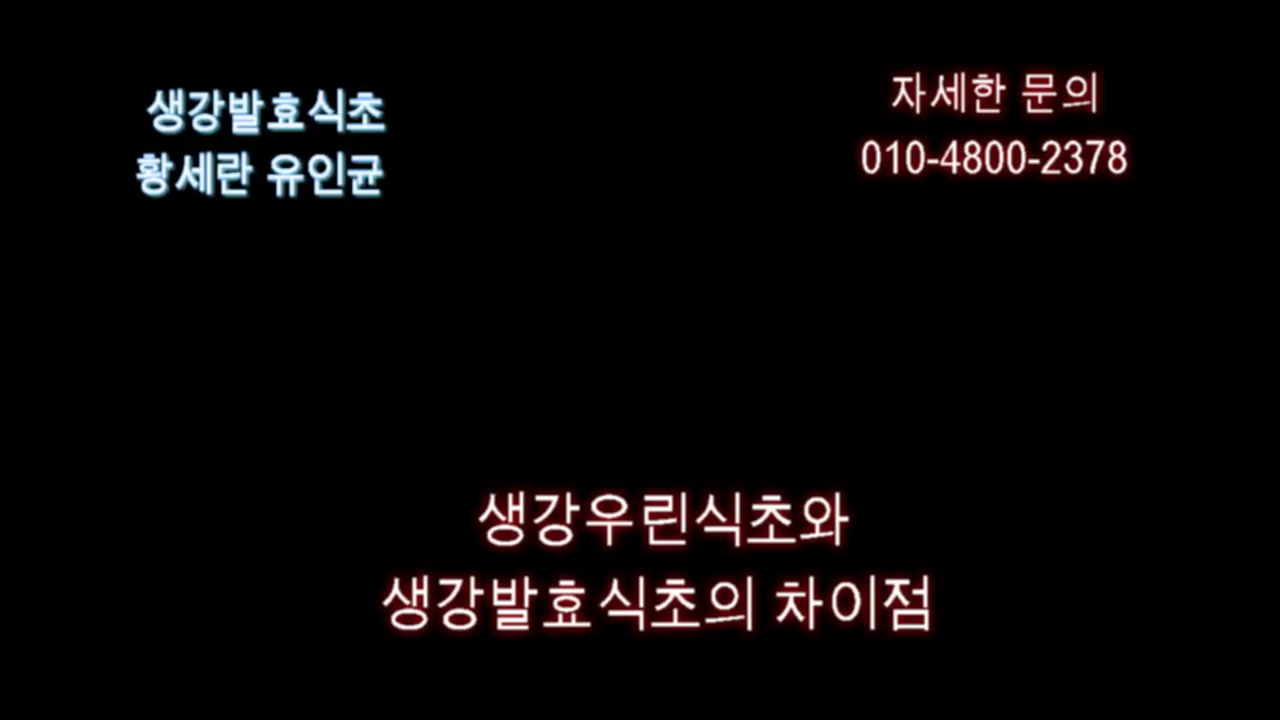 생강발효식초
황세란 유인균
자세한 문의
010-4800-2378
생강우린식초와
생강발효식초의 차이점